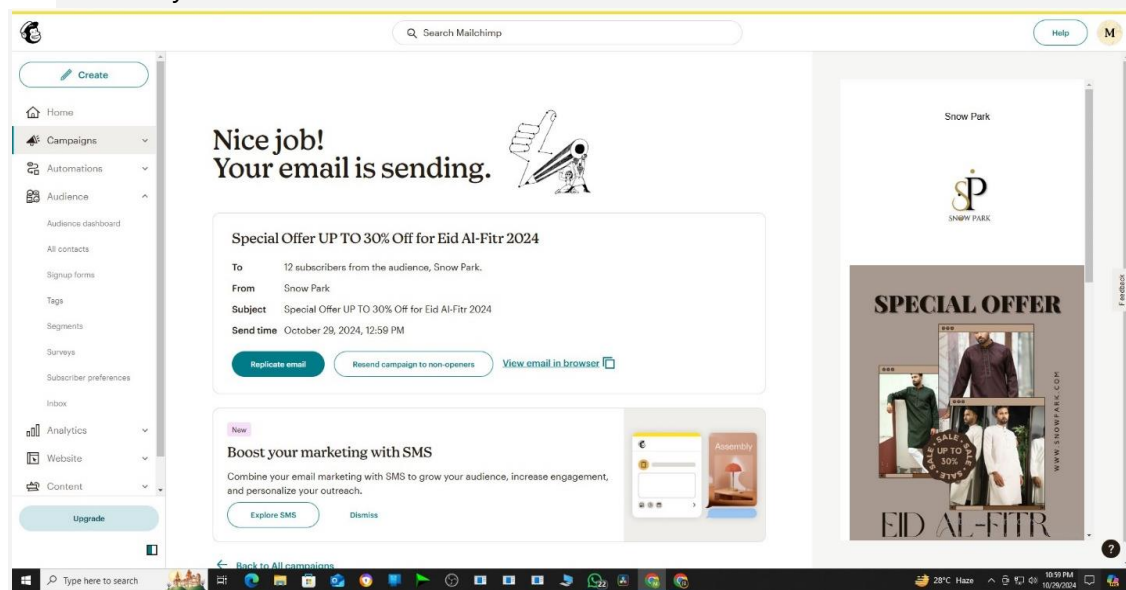 Search Mailchimp
Help
M
Create
Home
Campaigns
Automations
Audience
Audience dashboard
All contacts
Signup forms
Tags
Segments
Surveys
Subscriber preferences
Inbox
Analytics
Website
Content
Upgrade
Nice job!
Your email is sending.
Special Offer UP TO 30% Off for Eid Al-Fitr 2024
To 12 subscribers from the audience, Snow Park.
From Snow Park
Subject Special Offer UP TO 30% Off for Eid Al-Fitr 2024
Send time October 29, 2024, 12:59 PM
Replicate email
Resend campaign to non-openers
View email in browser
New
Boost your marketing with SMS
Combine your email marketing with SMS to grow your audience, increase engagement,
and personalize your outreach.
Explore SMS
Dismiss
Assembly
Back to All campaigns
Snow Park
SP
SNOW PARK
SPECIAL OFFER
WWW.SNOWPARK.COM
SALE SALE
UP TO
30%
SALE SALE
EID AL-FITR
Feedback
?
Type here to search
22
28°C Haze
10:59 PM
10/29/2024